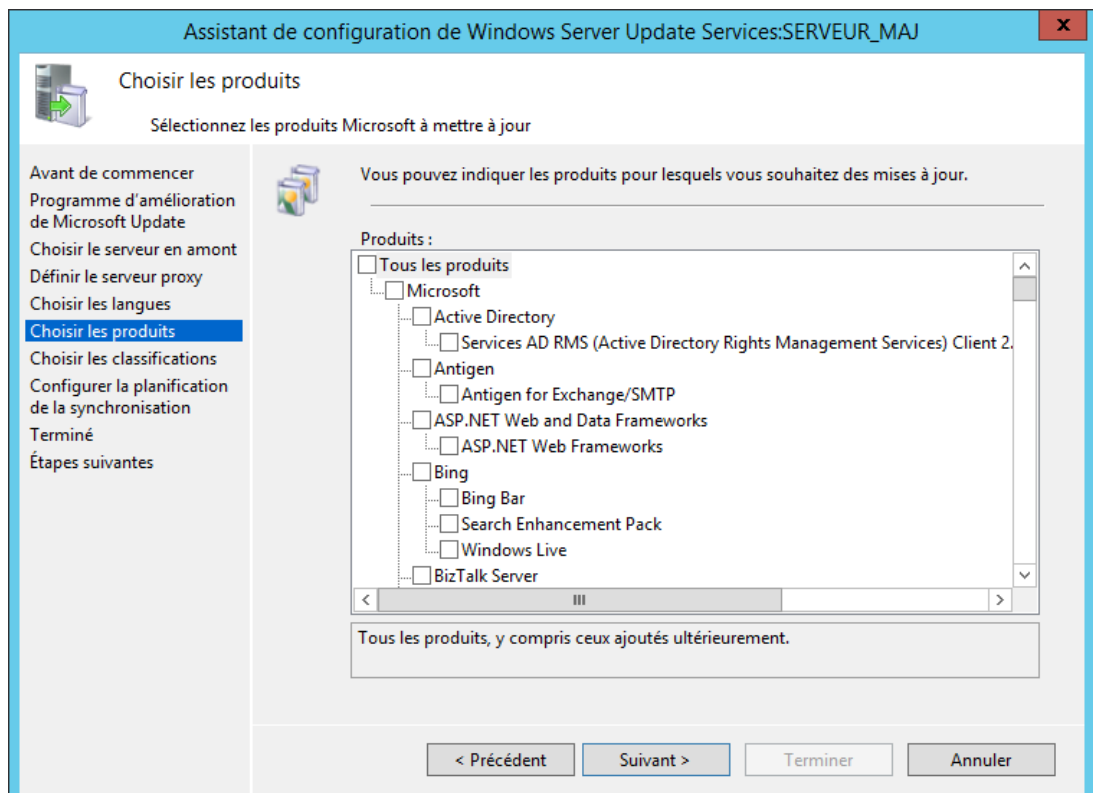 Assistant de configuration de Windows Server Update Services:SERVEUR_MAJ
x
Choisir les produits
Sélectionnez les produits Microsoft à mettre à jour
Avant de commencer
Programme d'amélioration
de Microsoft Update
Choisir le serveur en amont
Définir le serveur proxy
Choisir les langues
Choisir les produits
Choisir les classifications
Configurer la planification
de la synchronisation
Terminé
Étapes suivantes
Vous pouvez indiquer les produits pour lesquels vous souhaitez des mises à jour.
Produits :
Tous les produits
Microsoft
Active Directory
Services AD RMS (Active Directory Rights Management Services) Client 2.
Antigen
Antigen for Exchange/SMTP
ASP.NET Web and Data Frameworks
ASP.NET Web Frameworks
Bing
Bing Bar
Search Enhancement Pack
Windows Live
BizTalk Server
Tous les produits, y compris ceux ajoutés ultérieurement.
< Précédent
Suivant >
Terminer
Annuler